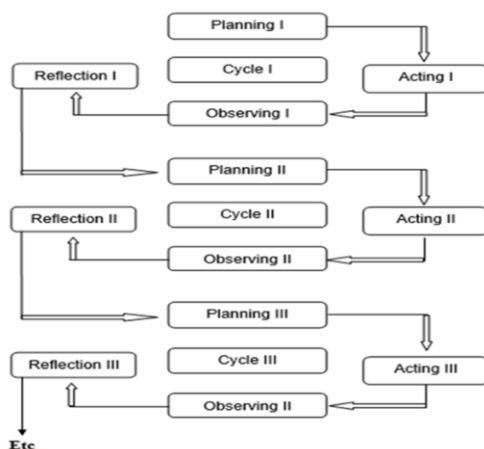 Planning I
Reflection I
Cycle I
Acting I
Observing I
Planning II
Reflection II
Cycle II
Acting II
Observing II
Planning III
Reflection III
Cycle III
Acting III
Observing II
Etc